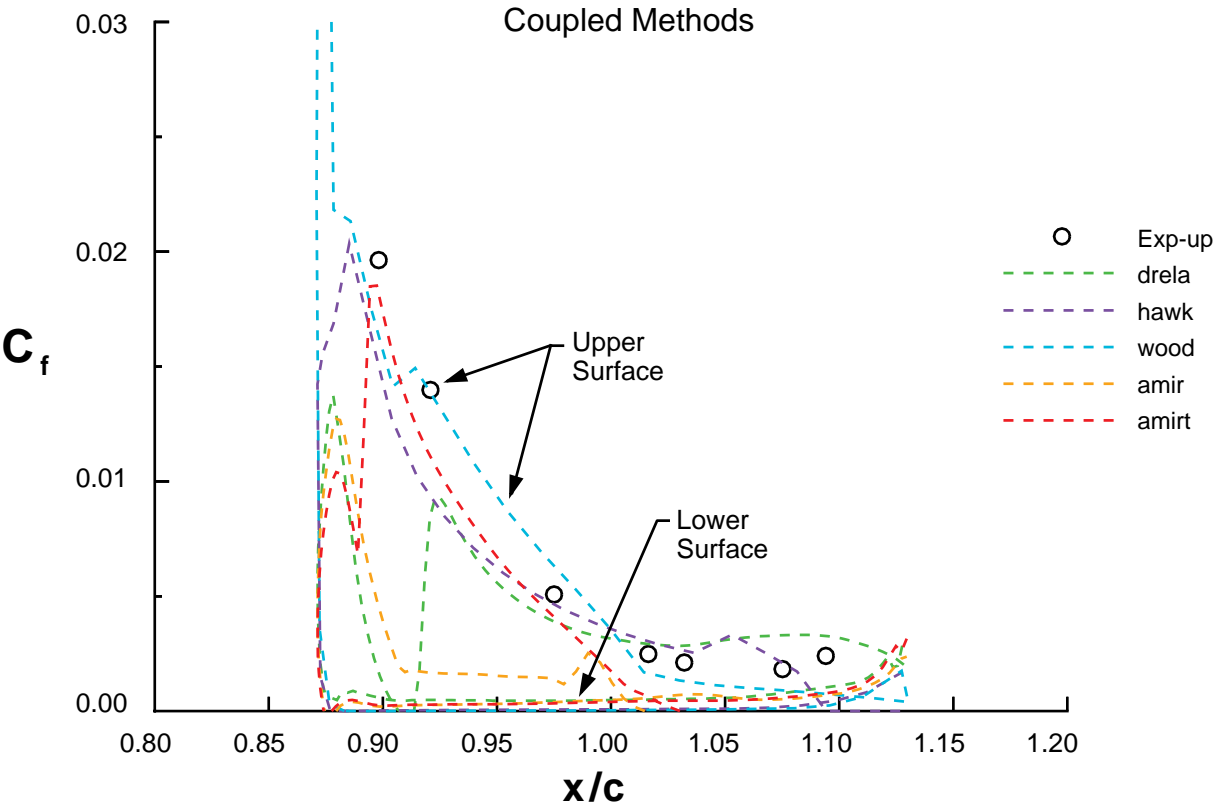 Coupled Methods
0.03
0.02
0.01
0.00
C f
Upper
Surface
Lower
Surface
Exp-up
drela
hawk
wood
amir
amirt
0.80 0.85 0.90 0.95 1.00 1.05 1.10 1.15 1.20
x/c